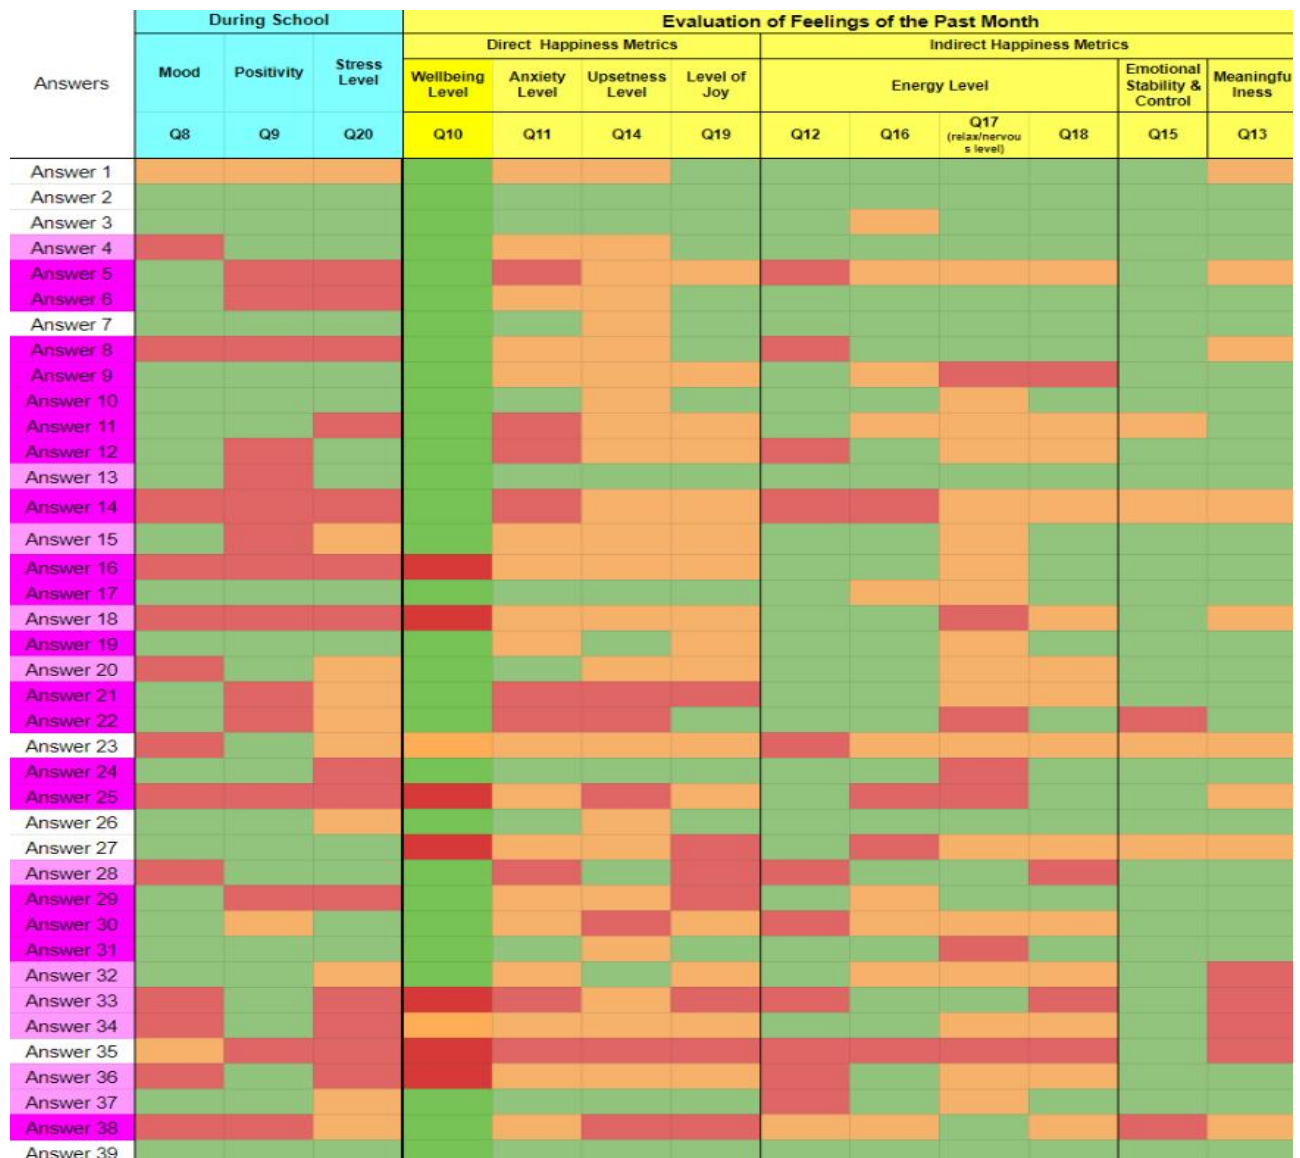 During School
Evaluation of Feelings of the Past Month
Direct Happiness Metrics
Indirect Happiness Metrics
Answers
Mood
Positivity
Stress
Level
Wellbeing
Level
Anxiety
Level
Upsetness
Level
Level of
Joy
Energy Level
Emotional
Stability &
Control
Meaningfu
lness
Q8
Q9
Q20
Q10
Q11
Q14
Q19
Q12
Q16
Q17
(relax/nervou
s level)
Q18
Q15
Q13
Answer 1
Answer 2
Answer 3
Answer 4
Answer 5
Answer 6
Answer 7
Answer 8
Answer 9
Answer 10
Answer 11
Answer 12
Answer 13
Answer 14
Answer 15
Answer 16
Answer 17
Answer 18
Answer 19
Answer 20
Answer 21
Answer 22
Answer 23
Answer 24
Answer 25
Answer 26
Answer 27
Answer 28
Answer 29
Answer 30
Answer 31
Answer 32
Answer 33
Answer 34
Answer 35
Answer 36
Answer 37
Answer 38
Answer 39